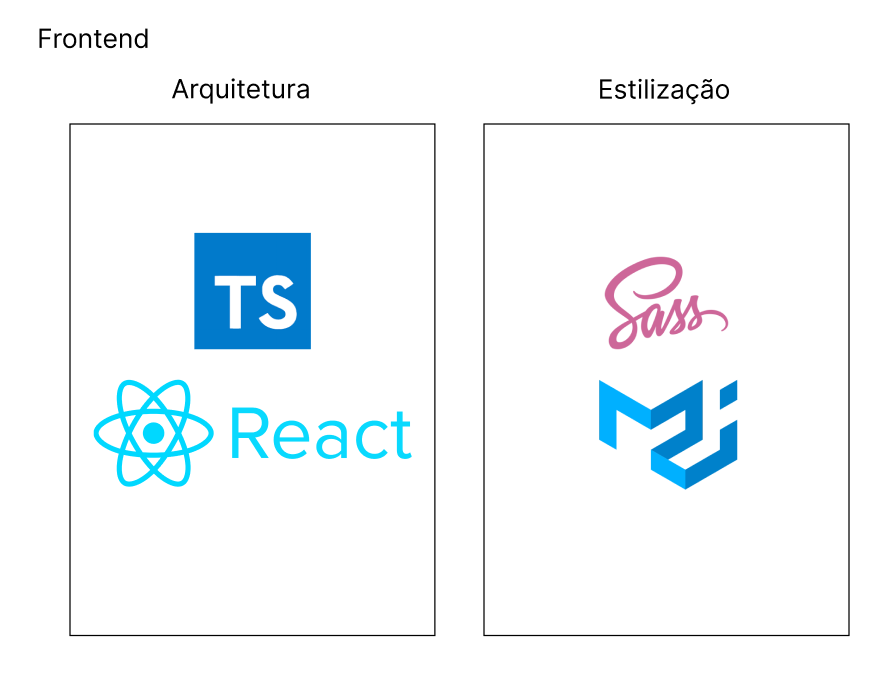 Frontend
Arquitetura
Estilização
TS
React
Sass